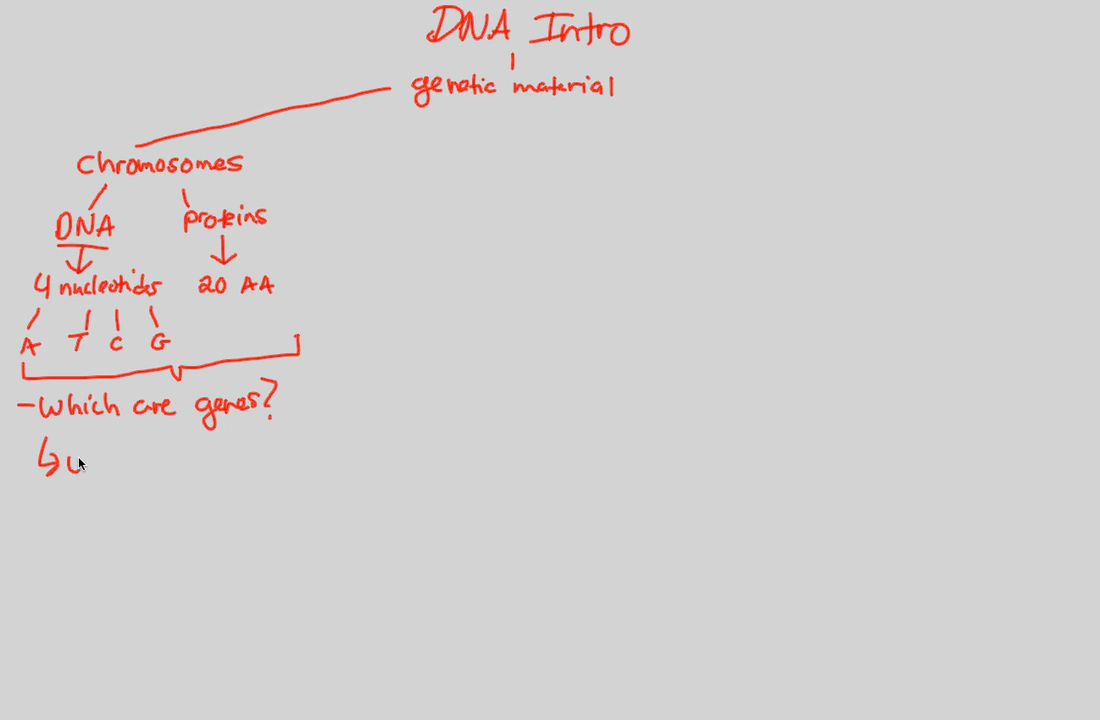 DNA Intro
genetic material
Chromosomes
DNA proteins
4 nucleotides 20 AA
A T C G
-Which are genes?